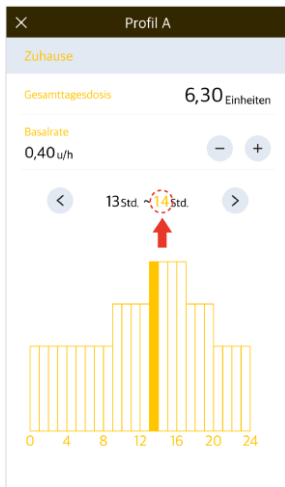 Profil A
Zuhause
Gesamttagesdosis 6,30 Einheiten
Basalrate
0,40 u/h
13 Std. ~ 14 Std.
0 4 8 12 16 20 24